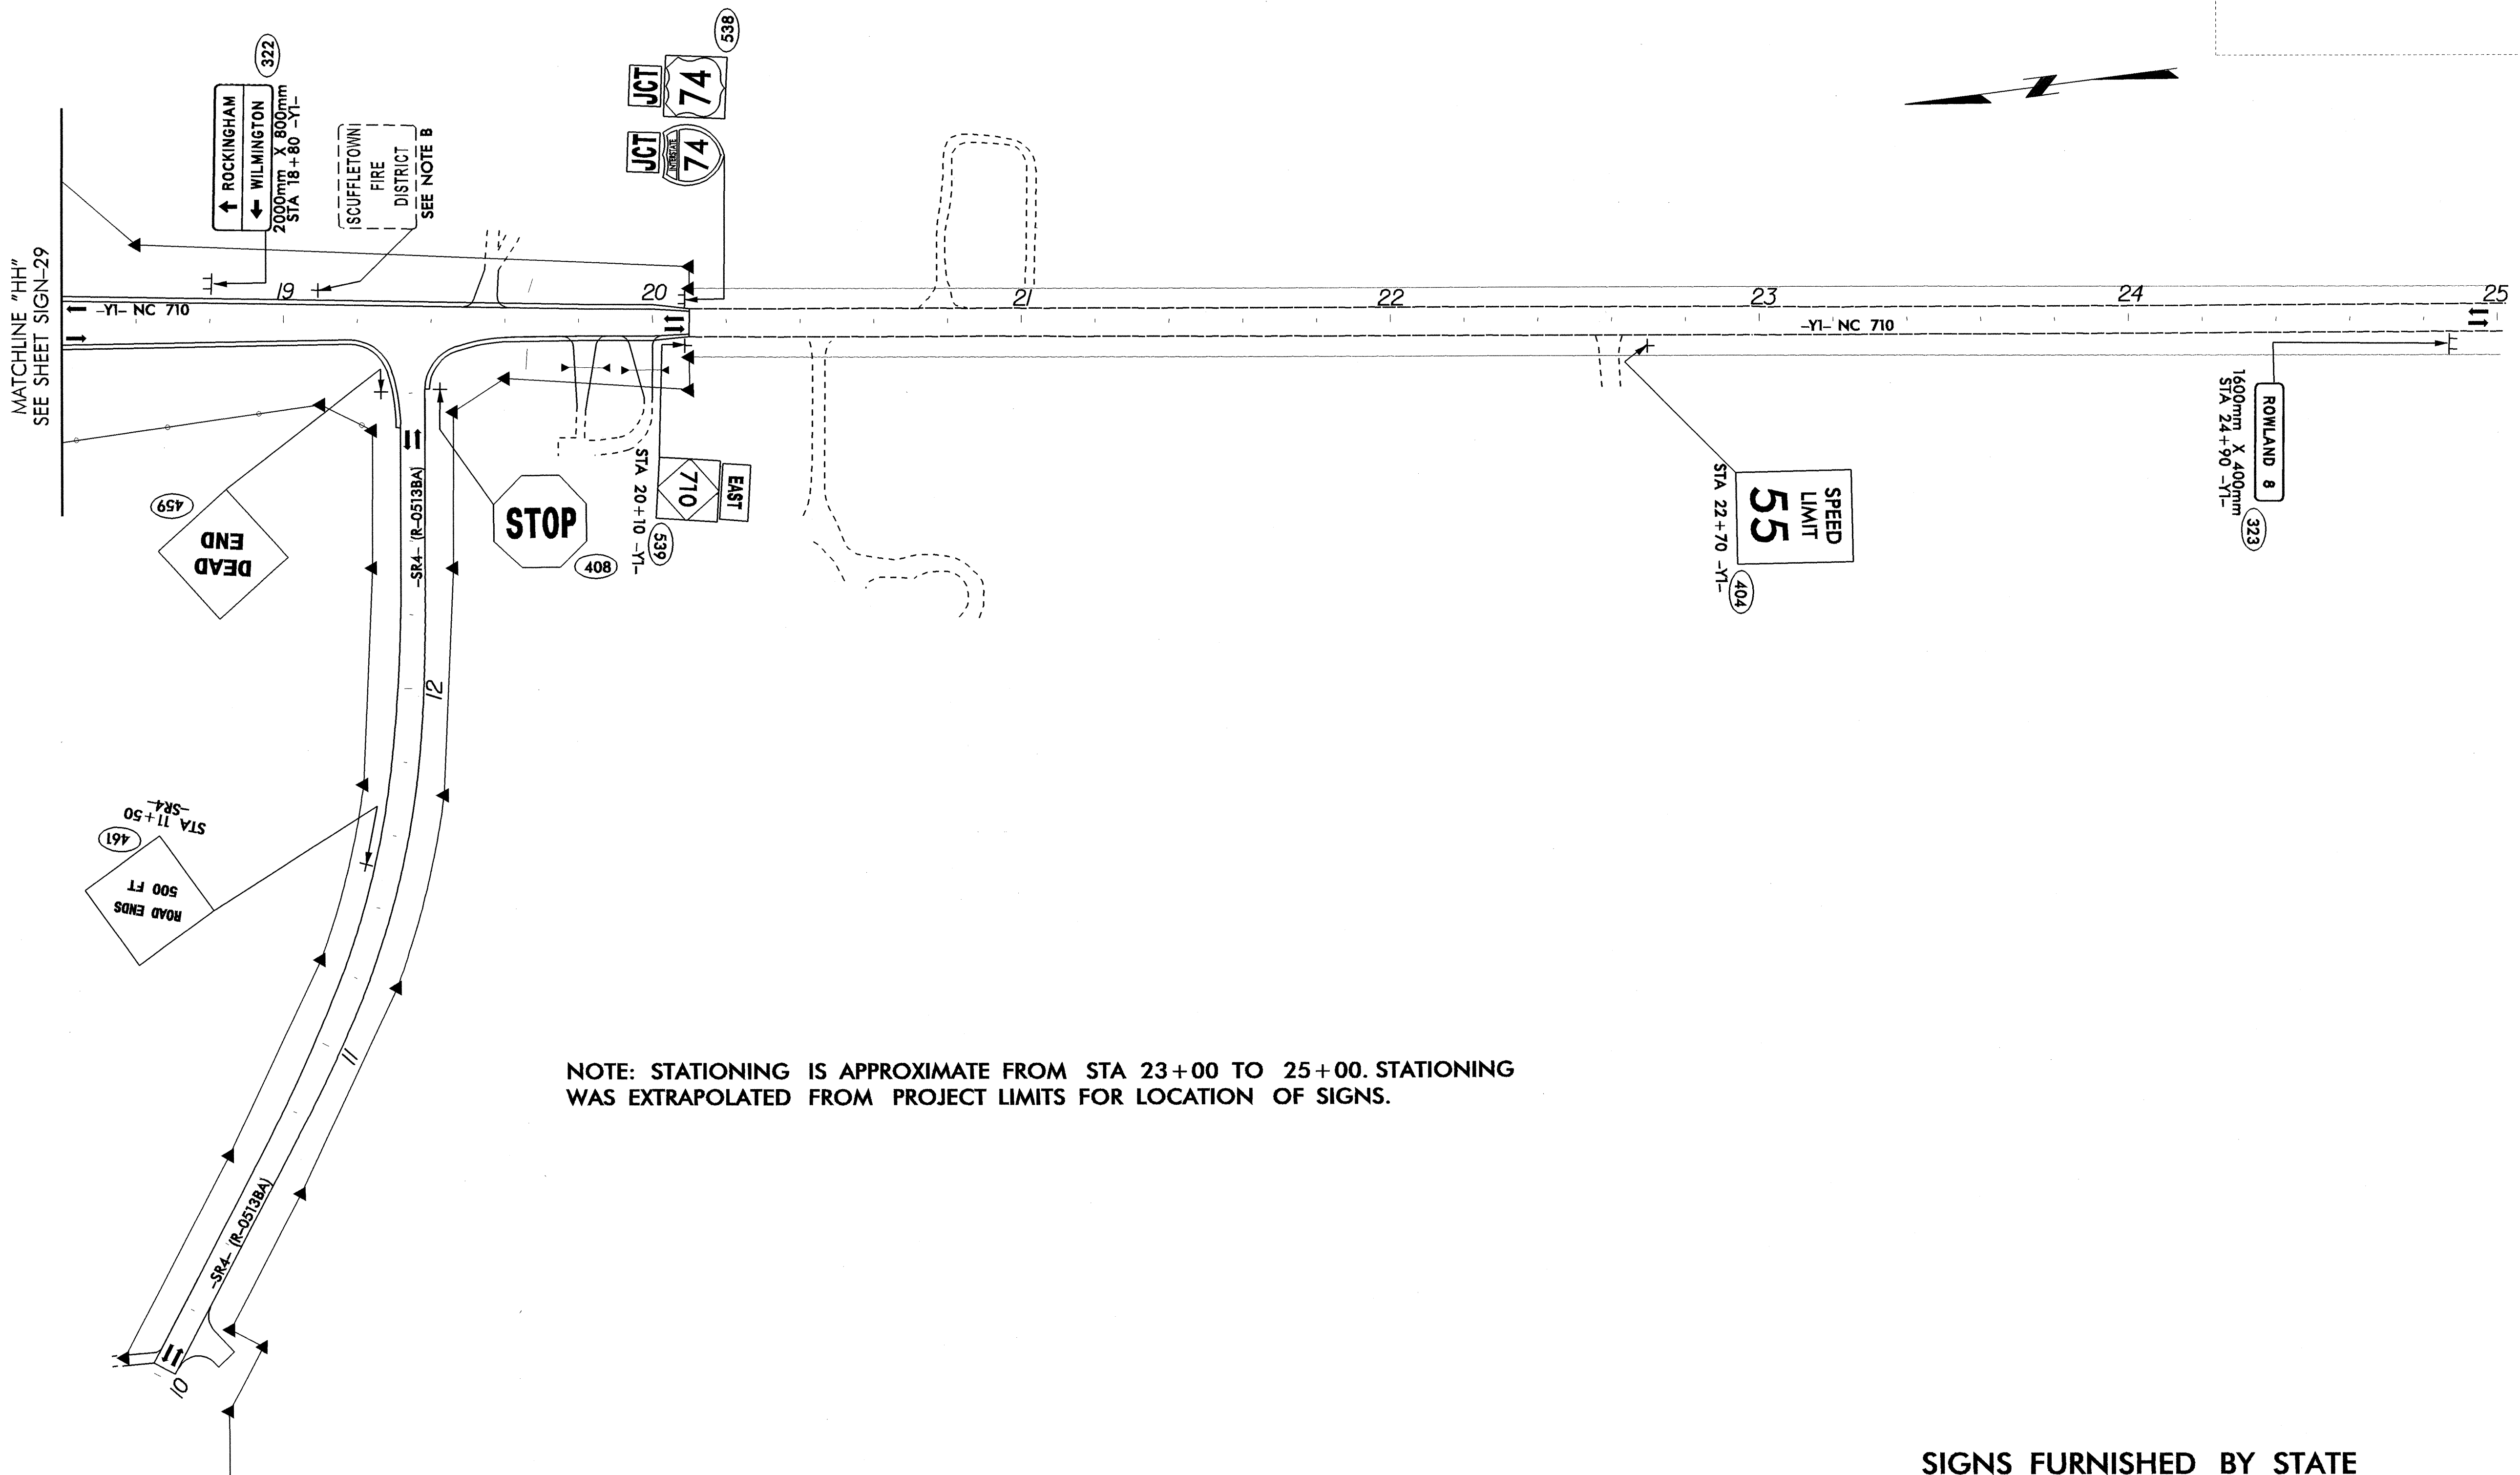 MATCHLINE "HH"
SEE SHEET SIGN-29
322
ROCKINGHAM
WILMINGTON
2000mm X 800mm
STA 18+80 -Y1-
SCUFFLETOWN
FIRE
DISTRICT
SEE NOTE B
538
JCT
74
JCT
INTERSTATE
74
19
20
21
22
23
24
25
-Y1- NC 710
-Y1- NC 710
459
DEAD
END
-SR4- (R-0513BA)
STOP
408
EAST
710
STA 20+10 -Y1-
539
SPEED
LIMIT
55
STA 22+70 -Y1-
404
ROWLAND 8
1600mm X 400mm
STA 24+90 -Y1-
323
12
STA 11+50
-SR4-
461
ROAD ENDS
500 FT
11
-SR4- (R-0513BA)
10
NOTE: STATIONING IS APPROXIMATE FROM STA 23+00 TO 25+00. STATIONING
WAS EXTRAPOLATED FROM PROJECT LIMITS FOR LOCATION OF SIGNS.
SIGNS FURNISHED BY STATE